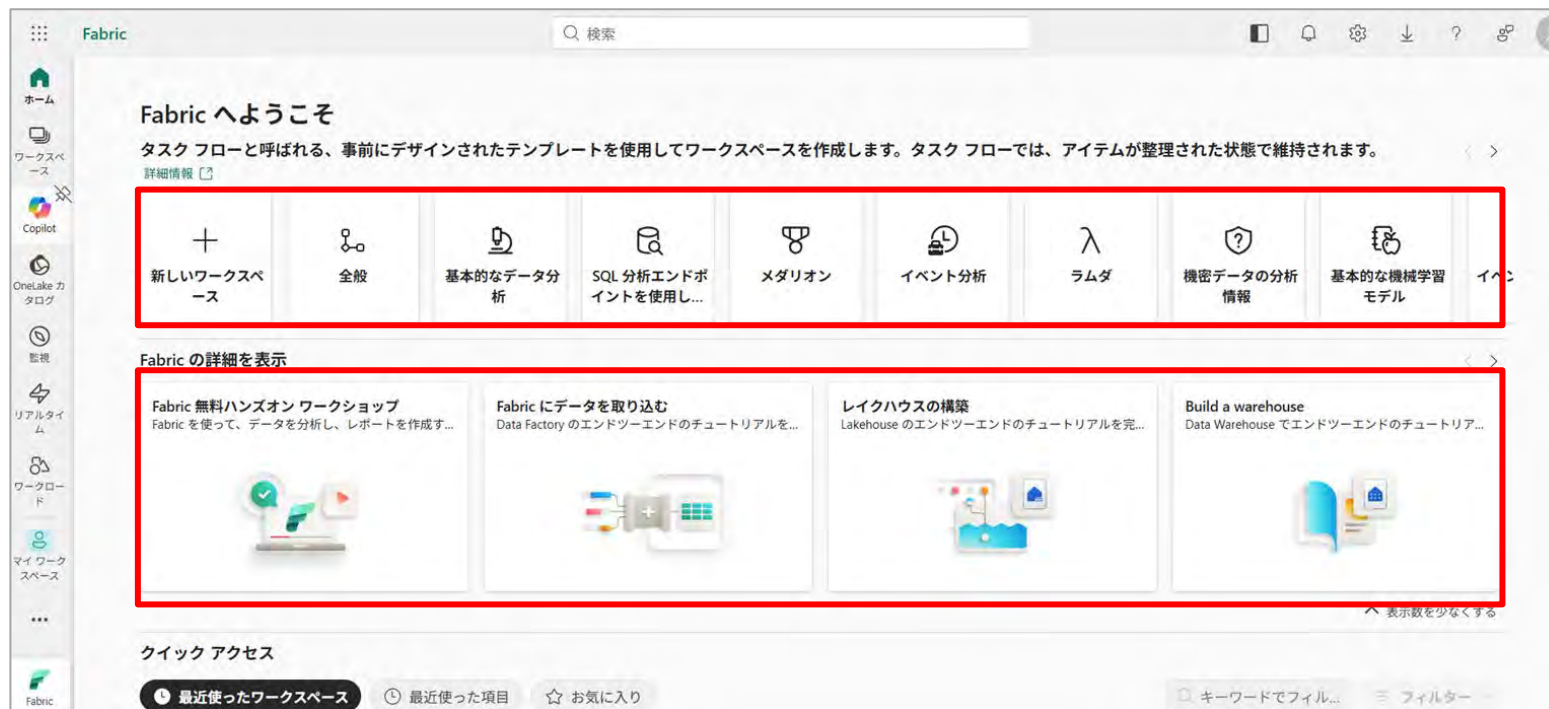 Fabric
検索
ホーム
ワークスペ
ース
Copilot
OneLake カ
タログ
監視
リアルタイ
ム
ワークロー
ド
マイ ワーク
スペース
Fabric
Fabric へようこそ
タスク フローと呼ばれる、事前にデザインされたテンプレートを使用してワークスペースを作成します。タスク フローでは、アイテムが整理された状態で維持されます。
詳細情報
新しいワークスペ
ース
全般
基本的なデータ分
析
SQL 分析エンドポ
イントを使用し...
メダリオン
イベント分析
ラムダ
機密データの分析
情報
基本的な機械学習
モデル
イベン
Fabric の詳細を表示
Fabric 無料ハンズオン ワークショップ
Fabric を使って、データを分析し、レポートを作成す...
Fabric にデータを取り込む
Data Factory のエンドツーエンドのチュートリアルを...
レイクハウスの構築
Lakehouse のエンドツーエンドのチュートリアルを完...
Build a warehouse
Data Warehouse でエンドツーエンドのチュートリア...
表示数を少なくする
クイック アクセス
最近使ったワークスペース
最近使った項目
お気に入り
キーワードでフィル...
フィルター